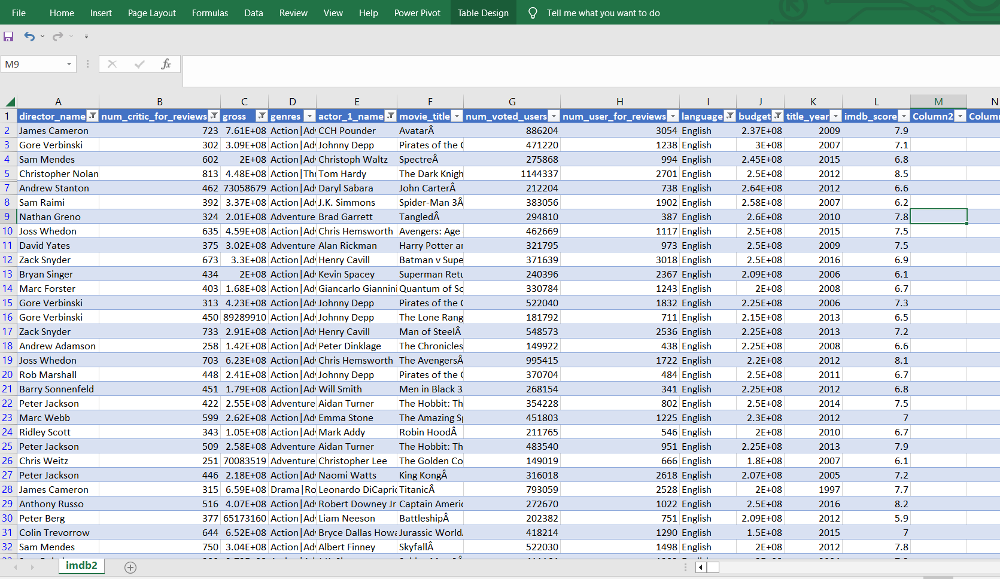 File Home Insert Page Layout Formulas Data Review View Help Power Pivot Table Design Tell me what you want to do
M9 fx
A B C D E F G H I J K L M N
1 director_name num_critic_for_reviews gross genres actor_1_name movie_title num_voted_users num_user_for_reviews language budget title_year imdb_score Column2 Colum
2 James Cameron 723 7.61E+08 Action|Ad CCH Pounder AvatarÂ 886204 3054 English 2.37E+08 2009 7.9
3 Gore Verbinski 302 3.09E+08 Action|Ad Johnny Depp Pirates of the 471220 1238 English 3E+08 2007 7.1
4 Sam Mendes 602 2E+08 Action|Ad Christoph Waltz SpectreÂ 275868 994 English 2.45E+08 2015 6.8
5 Christopher Nolan 813 4.48E+08 Action|Th Tom Hardy The Dark Knigh 1144337 2701 English 2.5E+08 2012 8.5
7 Andrew Stanton 462 73058679 Action|Ad Daryl Sabara John CarterÂ 212204 738 English 2.64E+08 2012 6.6
8 Sam Raimi 392 3.37E+08 Action|Ad J.K. Simmons Spider-Man 3Â 383056 1902 English 2.58E+08 2007 6.2
9 Nathan Greno 324 2.01E+08 Adventure Brad Garrett TangledÂ 294810 387 English 2.6E+08 2010 7.8
10 Joss Whedon 635 4.59E+08 Action|Ad Chris Hemsworth Avengers: Age 462669 1117 English 2.5E+08 2015 7.5
11 David Yates 375 3.02E+08 Adventure Alan Rickman Harry Potter ar 321795 973 English 2.5E+08 2009 7.5
12 Zack Snyder 673 3.3E+08 Action|Ad Henry Cavill Batman v Supe 371639 3018 English 2.5E+08 2016 6.9
13 Bryan Singer 434 2E+08 Action|Ad Kevin Spacey Superman Retu 240396 2367 English 2.09E+08 2006 6.1
14 Marc Forster 403 1.68E+08 Action|Ad Giancarlo Giannini Quantum of Sc 330784 1243 English 2E+08 2008 6.7
15 Gore Verbinski 313 4.23E+08 Action|Ad Johnny Depp Pirates of the 522040 1832 English 2.25E+08 2006 7.3
16 Gore Verbinski 450 89289910 Action|Ad Johnny Depp The Lone Rang 181792 711 English 2.15E+08 2013 6.5
17 Zack Snyder 733 2.91E+08 Action|Ad Henry Cavill Man of SteelÂ 548573 2536 English 2.25E+08 2013 7.2
18 Andrew Adamson 258 1.42E+08 Action|Ad Peter Dinklage The Chronicles 149922 438 English 2.25E+08 2008 6.6
19 Joss Whedon 703 6.23E+08 Action|Ad Chris Hemsworth The AvengersÂ 995415 1722 English 2.2E+08 2012 8.1
20 Rob Marshall 448 2.41E+08 Action|Ad Johnny Depp Pirates of the 370704 484 English 2.5E+08 2011 6.7
21 Barry Sonnenfeld 451 1.79E+08 Action|Ad Will Smith Men in Black 3 268154 341 English 2.25E+08 2012 6.8
22 Peter Jackson 422 2.55E+08 Adventure Aidan Turner The Hobbit: Th 354228 802 English 2.5E+08 2014 7.5
23 Marc Webb 599 2.62E+08 Action|Ad Emma Stone The Amazing Sp 451803 1225 English 2.3E+08 2012 7
24 Ridley Scott 343 1.05E+08 Action|Ad Mark Addy Robin HoodÂ 211765 546 English 2E+08 2010 6.7
25 Peter Jackson 509 2.58E+08 Adventure Aidan Turner The Hobbit: Th 483540 951 English 2.25E+08 2013 7.9
26 Chris Weitz 251 70083519 Adventure Christopher Lee The Golden Co 149019 666 English 1.8E+08 2007 6.1
27 Peter Jackson 446 2.18E+08 Action|Ad Naomi Watts King KongÂ 316018 2618 English 2.07E+08 2005 7.2
28 James Cameron 315 6.59E+08 Drama|Ro Leonardo DiCapric TitanicÂ 793059 2528 English 2E+08 1997 7.7
29 Anthony Russo 516 4.07E+08 Action|Ad Robert Downey Jr Captain Americ 272670 1022 English 2.5E+08 2016 8.2
30 Peter Berg 377 65173160 Action|Ad Liam Neeson BattleshipÂ 202382 751 English 2.09E+08 2012 5.9
31 Colin Trevorrow 644 6.52E+08 Action|Ad Bryce Dallas Howa Jurassic World 418214 1290 English 1.5E+08 2015 7
32 Sam Mendes 750 3.04E+08 Action|Ad Albert Finney SkyfallÂ 522030 1498 English 2E+08 2012 7.8
imdb2